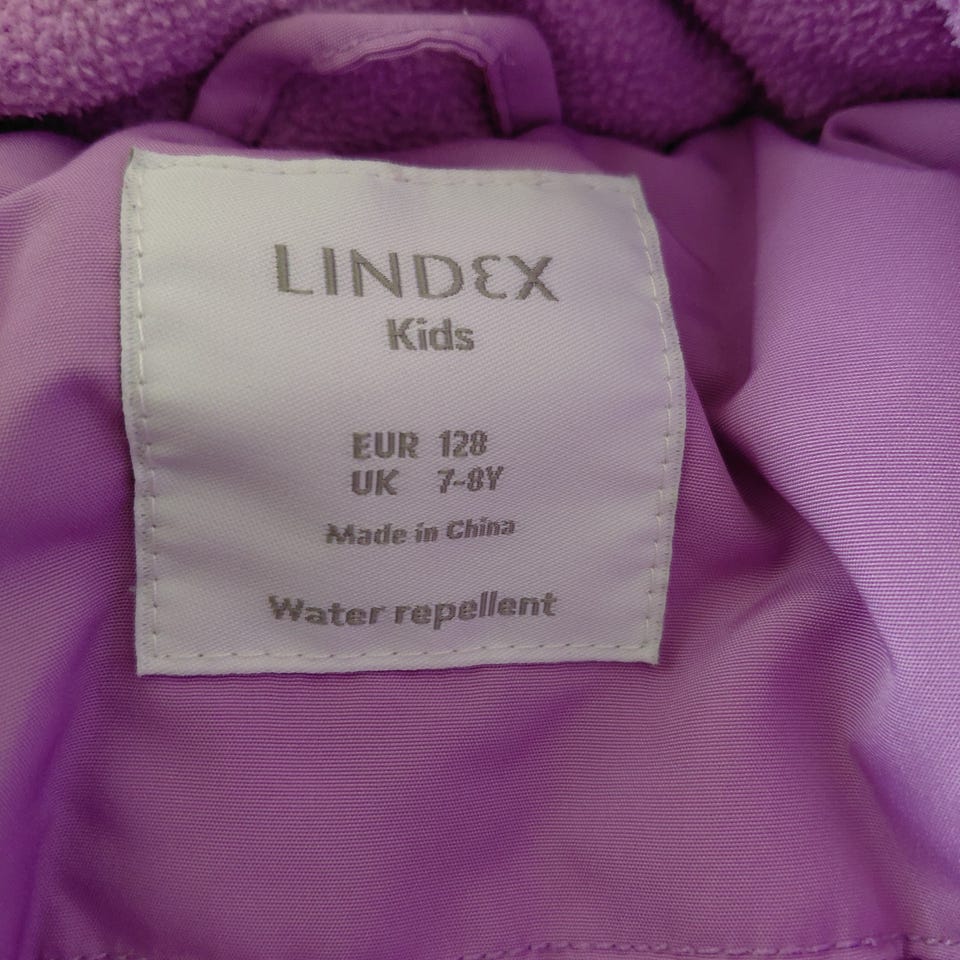 LINDEX
Kids
EUR 128
UK 7-8Y
Made in China
Water repellent